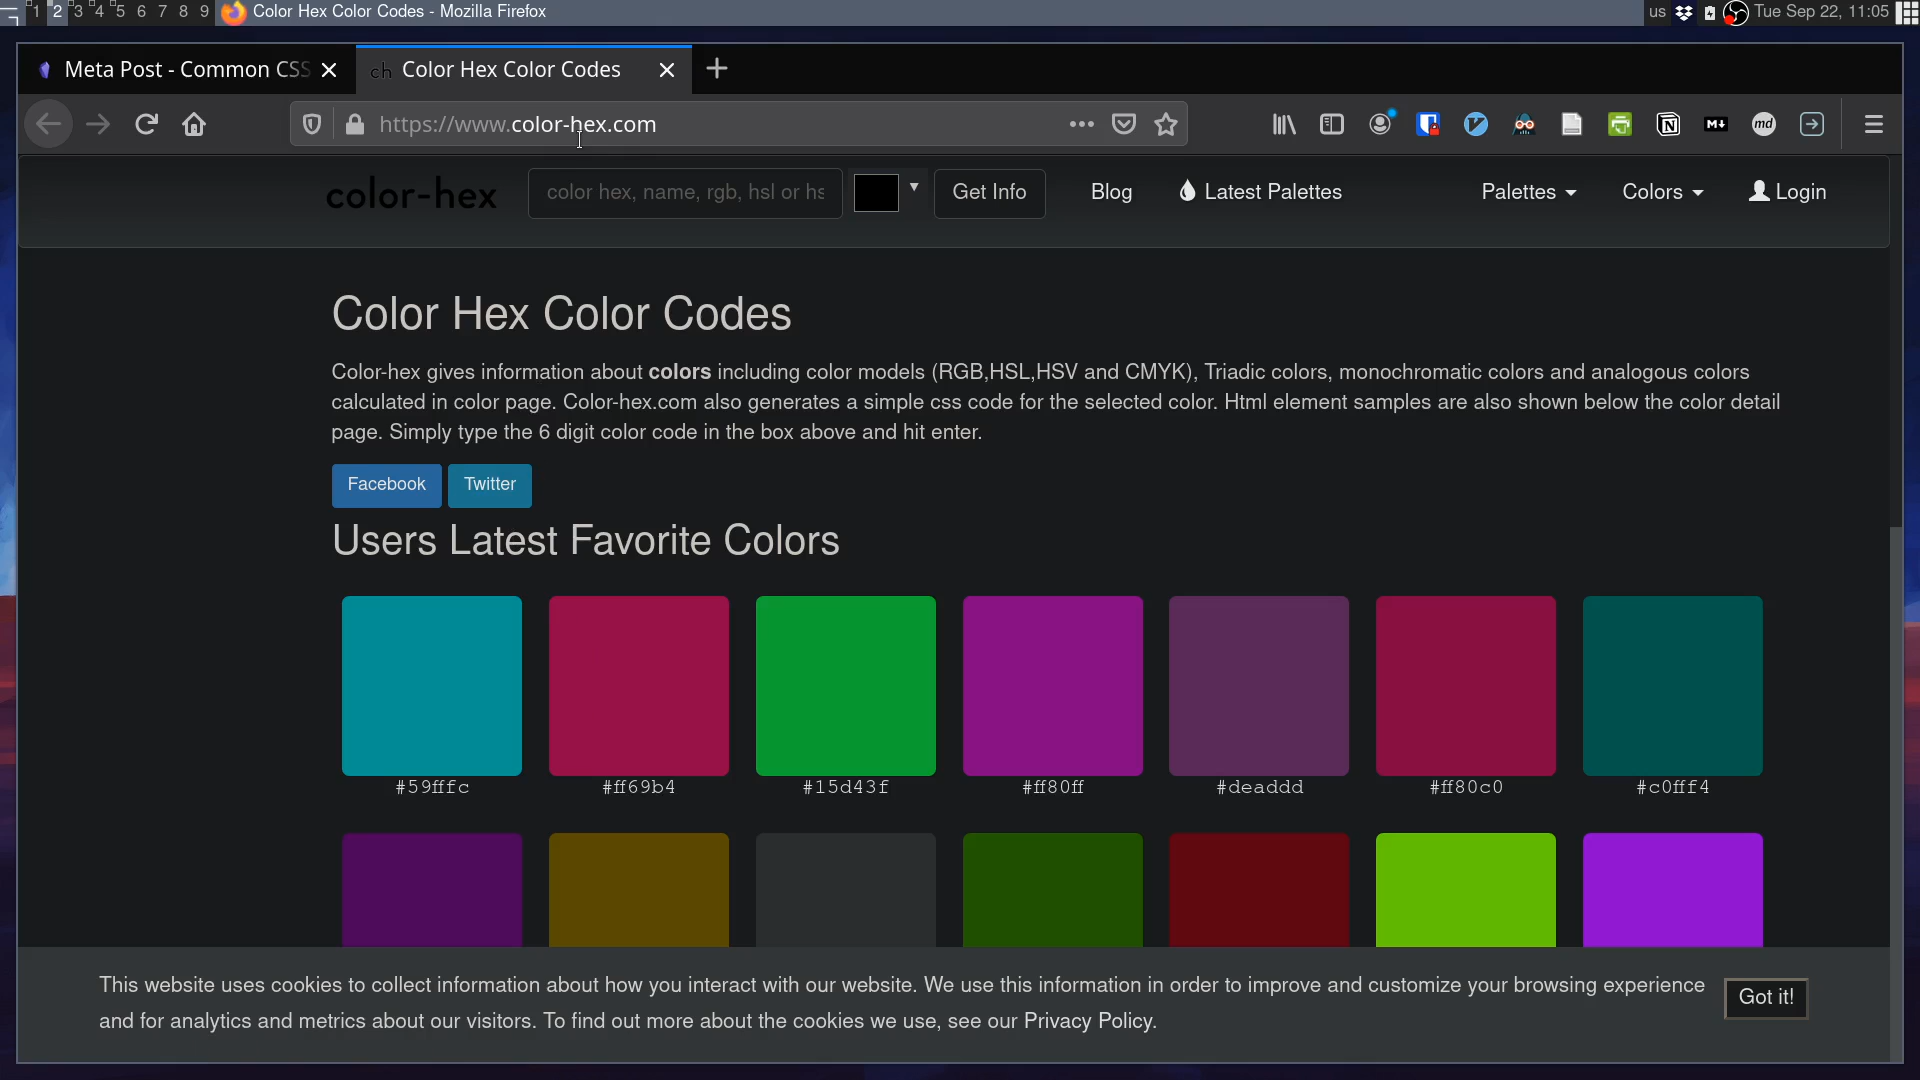 1 2 3 4 5 6 7 8 9 Color Hex Color Codes - Mozilla Firefox us Tue Sep 22, 11:05
Meta Post - Common CSS ch Color Hex Color Codes
https://www.color-hex.com M↓ md
color-hex color hex, name, rgb, hsl or hs Get Info Blog Latest Palettes Palettes Colors Login
Color Hex Color Codes
Color-hex gives information about colors including color models (RGB,HSL,HSV and CMYK), Triadic colors, monochromatic colors and analogous colors
calculated in color page. Color-hex.com also generates a simple css code for the selected color. Html element samples are also shown below the color detail
page. Simply type the 6 digit color code in the box above and hit enter.
Facebook Twitter
Users Latest Favorite Colors
#59fffc #ff69b4 #15d43f #ff80ff #deaddd #ff80c0 #c0fff4
This website uses cookies to collect information about how you interact with our website. We use this information in order to improve and customize your browsing experience
and for analytics and metrics about our visitors. To find out more about the cookies we use, see our Privacy Policy.
Got it!